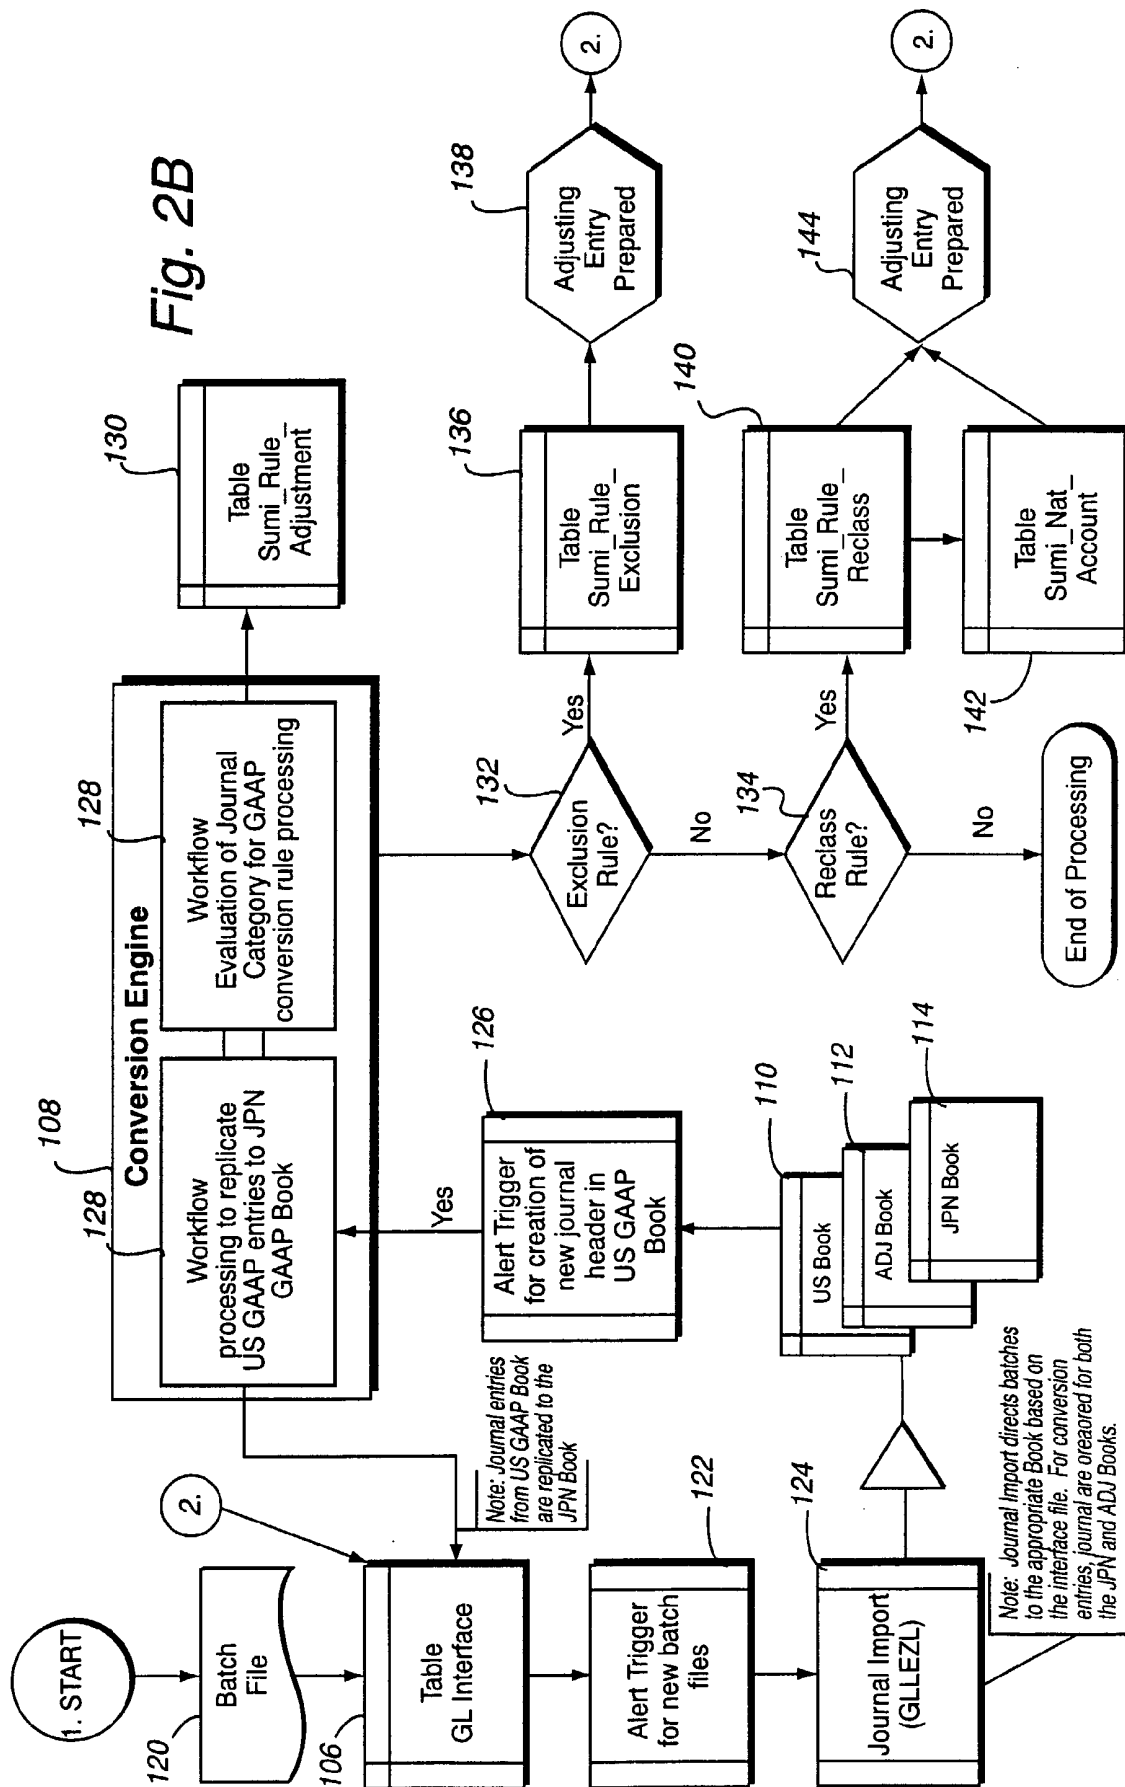 Fig. 2B
1. START
120
Batch
File
2.
106
Table
GL Interface
Note: Journal entries
from US GAAP Book
are replicated to the
JPN Book
122
Alert Trigger
for new batch
files
124
Journal Import
(GLLEZL)
Note: Journal Import directs batches
to the appropriate Book based on
the interface file. For conversion
entries, journal are oreaored for both
the JPN and ADJ Books.
108
Conversion Engine
128
Workflow
processing to replicate
US GAAP entries to JPN
GAAP Book
128
Workflow
Evaluation of Journal
Category for GAAP
conversion rule processing
130
Table
Sumi_Rule_
Adjustment
Yes
126
Alert Trigger
for creation of
new journal
header in
US GAAP
Book
110
US Book
112
ADJ Book
114
JPN Book
132
Exclusion
Rule?
Yes
136
Table
Sumi_Rule_
Exclusion
138
Adjusting
Entry
Prepared
2.
No
134
Reclass
Rule?
Yes
140
Table
Sumi_Rule_
Reclass
144
Adjusting
Entry
Prepared
2.
No
End of Processing
142
Table
Sumi_Nat_
Account